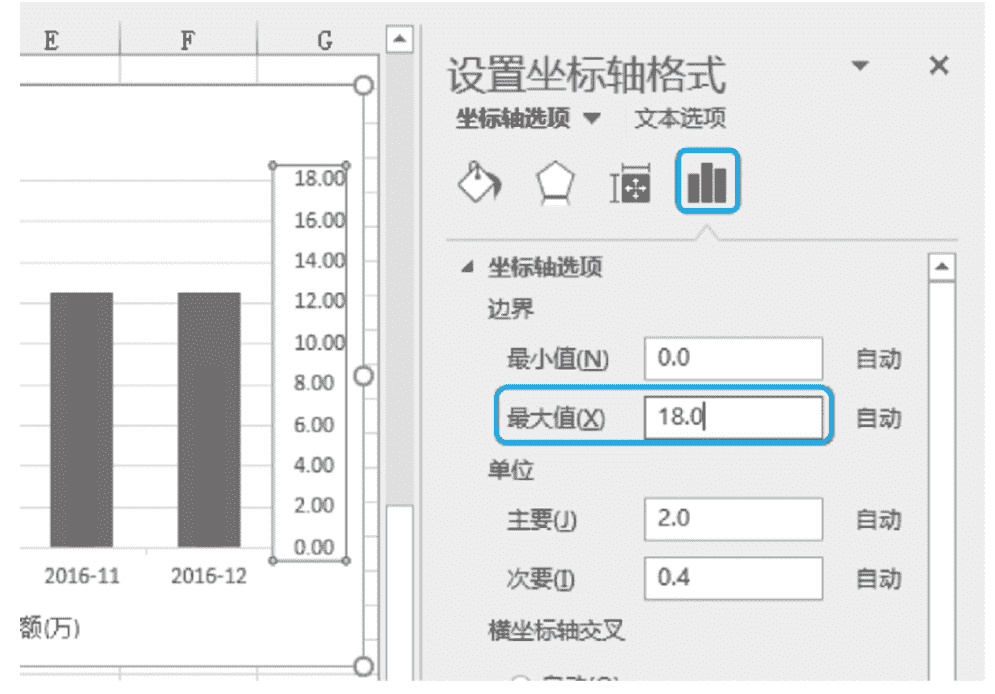 E F G
18.00
16.00
14.00
12.00
10.00
8.00
6.00
4.00
2.00
0.00
2016-11 2016-12
额(万)
设置坐标轴格式
坐标轴选项 文本选项
坐标轴选项
边界
最小值(N) 0.0 自动
最大值(X) 18.0 自动
单位
主要(J) 2.0 自动
次要(I) 0.4 自动
横坐标轴交叉